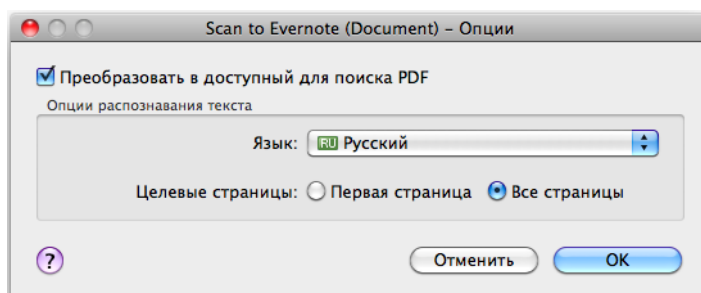 Scan to Evernote (Document) – Опции
Преобразовать в доступный для поиска PDF
Опции распознавания текста
Язык: RU Русский
Целевые страницы: Первая страница Все страницы
? Отменить OK